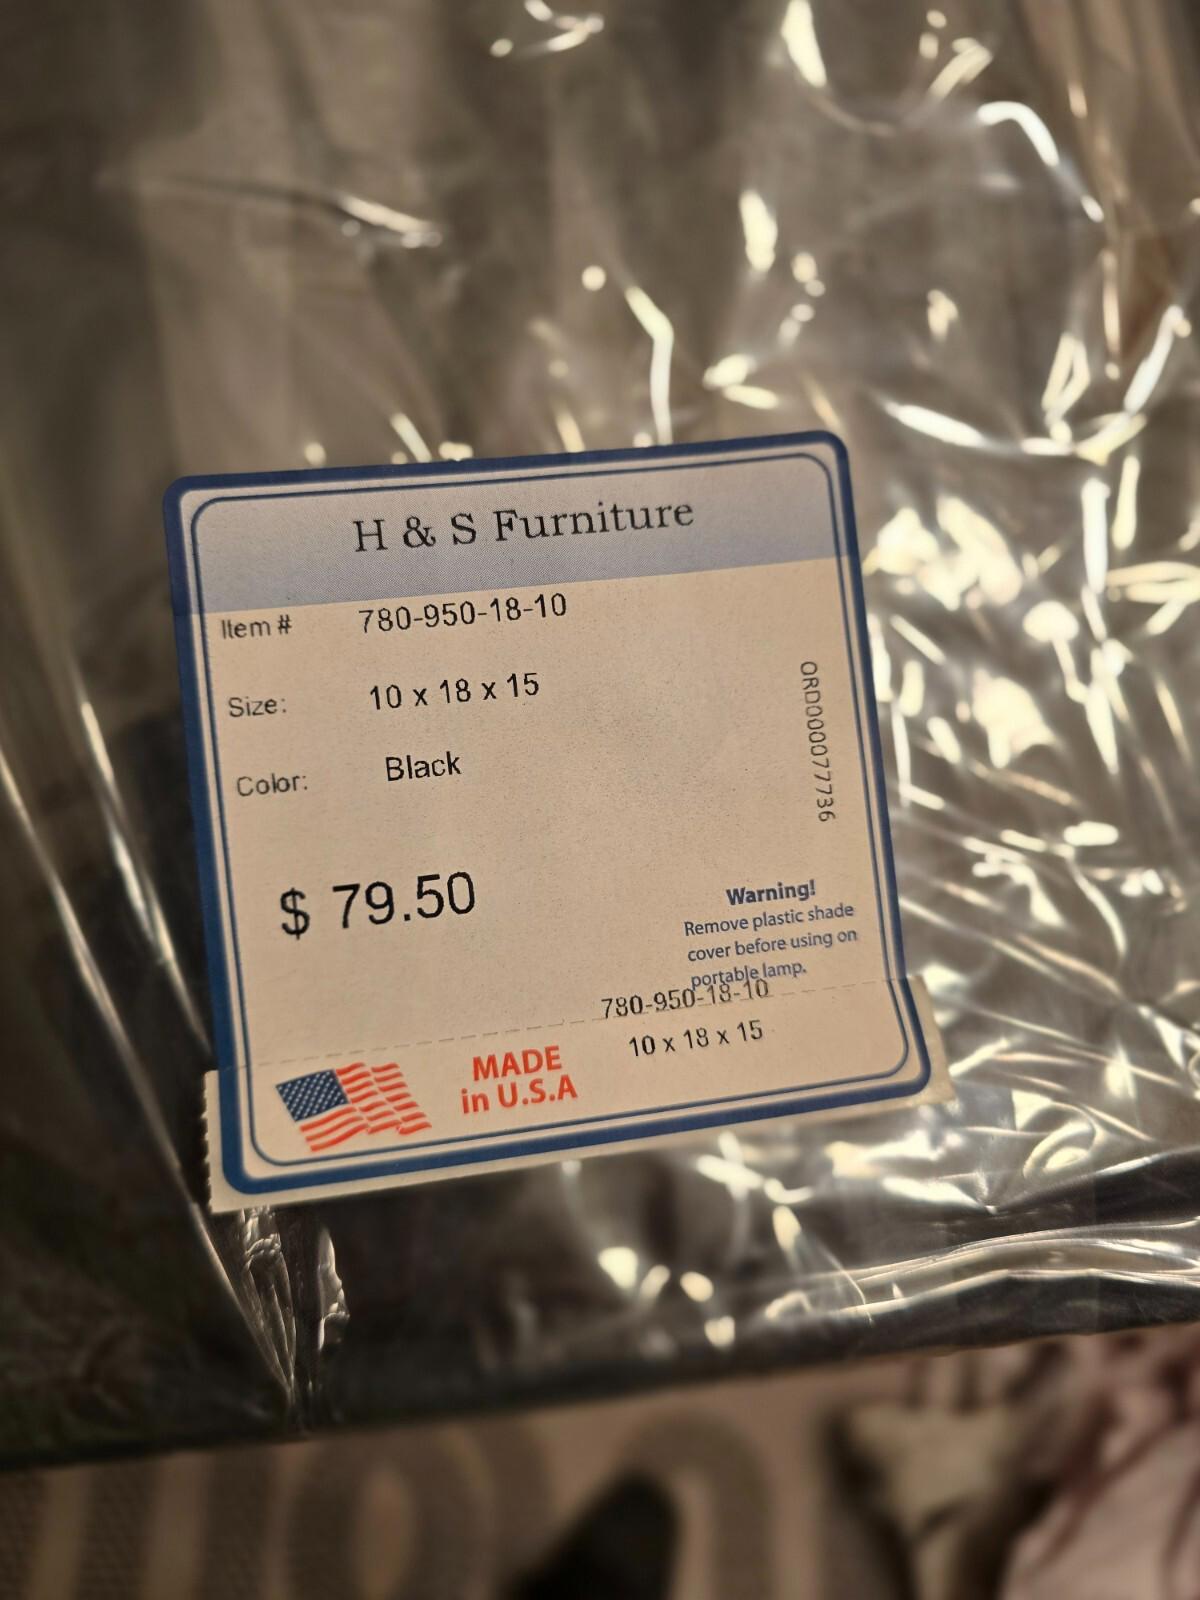 H & S Furniture
Item # 780-950-18-10
Size: 10 x 18 x 15
Color: Black
ORD000077736
$ 79.50
Warning!
Remove plastic shade
cover before using on
portable lamp.
780-950-18-10
10 x 18 x 15
MADE
in U.S.A